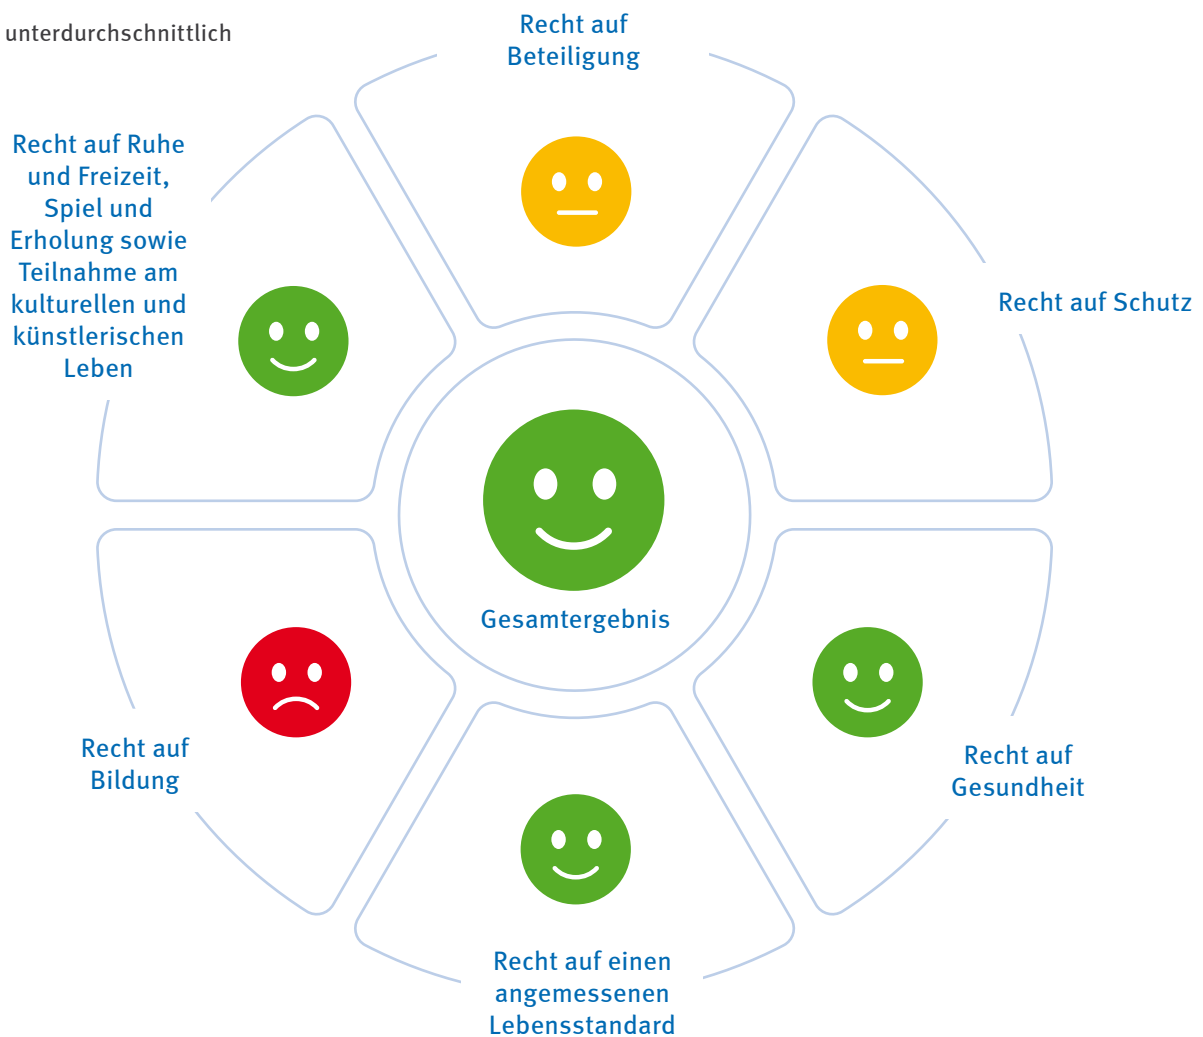 unterdurchschnittlich
Recht auf
Beteiligung
Recht auf Ruhe
und Freizeit,
Spiel und
Erholung sowie
Teilnahme am
kulturellen und
künstlerischen
Leben
Recht auf Schutz
Gesamtergebnis
Recht auf
Bildung
Recht auf
Gesundheit
Recht auf einen
angemessenen
Lebensstandard